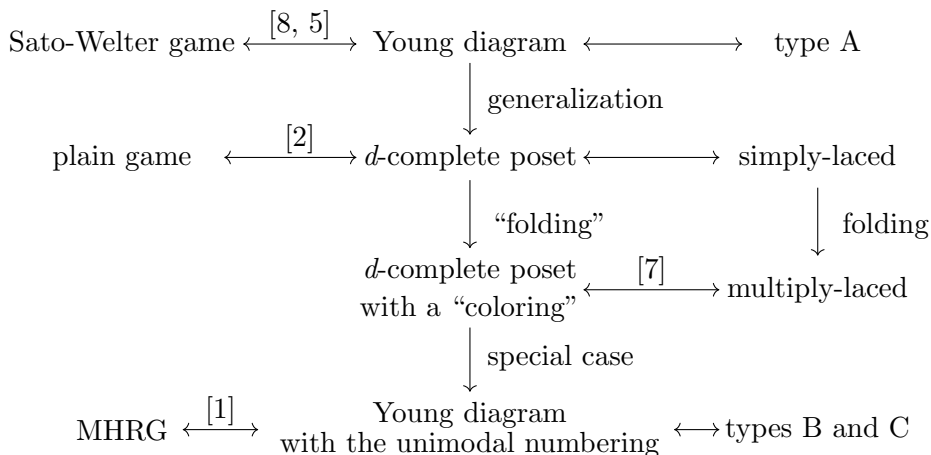 [8, 5]
Sato-Welter game Young diagram type A
generalization
[2]
plain game d-complete poset simply-laced
“folding” folding
d-complete poset
with a “coloring” [7] multiply-laced
special case
[1]
MHRG Young diagram
with the unimodal numbering types B and C